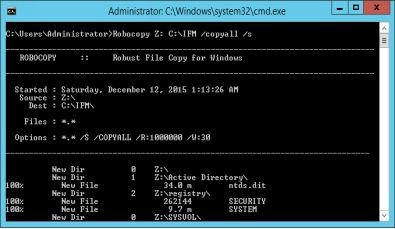 Administrator: C:\Windows\system32\cmd.exe
C:\Users\Administrator>Robocopy Z: C:\IFM /copyall /s
ROBOCOPY :: Robust File Copy for Windows
Started : Saturday, December 12, 2015 1:13:26 AM
Source : Z:\
Dest : C:\IFM\
Files : *.*
Options : *.* /S /COPYALL /R:1000000 /W:30
New Dir 0 Z:\
New Dir 1 Z:\Active Directory\
100% New File 34.0 m ntds.dit
New Dir 2 Z:\registry\
100% New File 262144 SECURITY
100% New File 9.7 m SYSTEM
New Dir 0 Z:\SYSVOL\